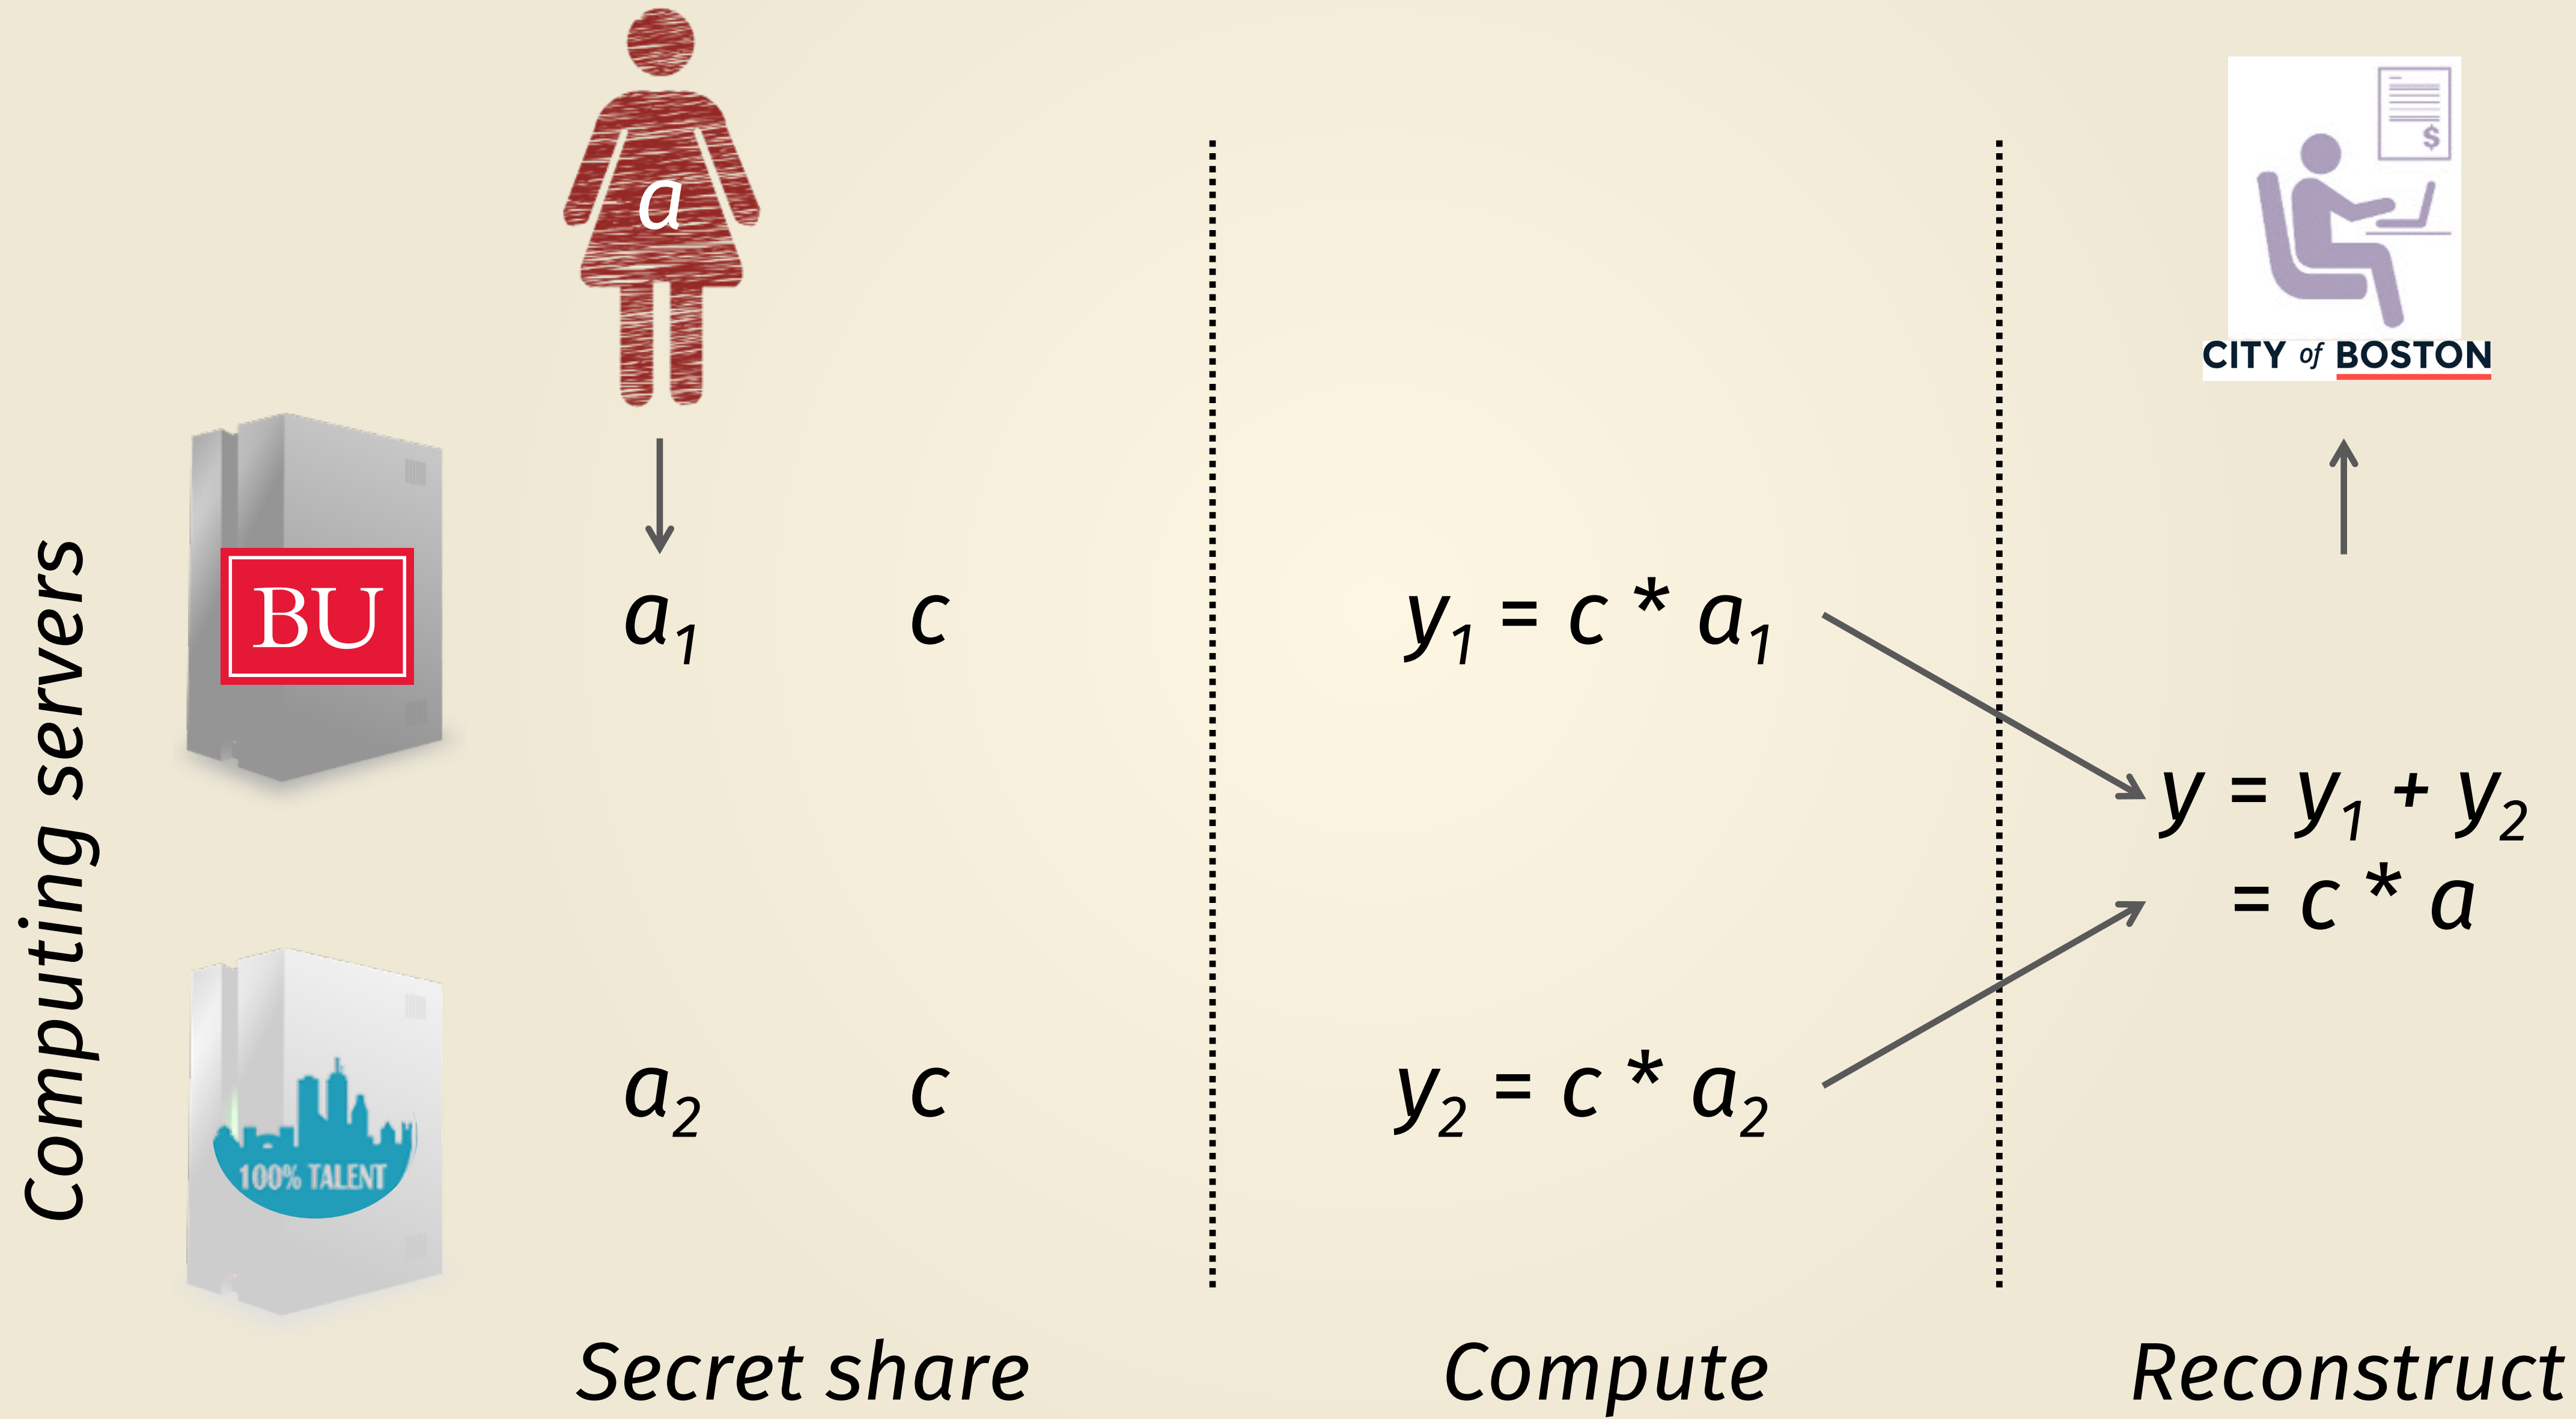 a
CITY of BOSTON
$
Computing servers
BU
a₁ c
y₁ = c * a₁
y = y₁ + y₂
= c * a
100% TALENT
a₂ c
y₂ = c * a₂
Secret share
Compute
Reconstruct